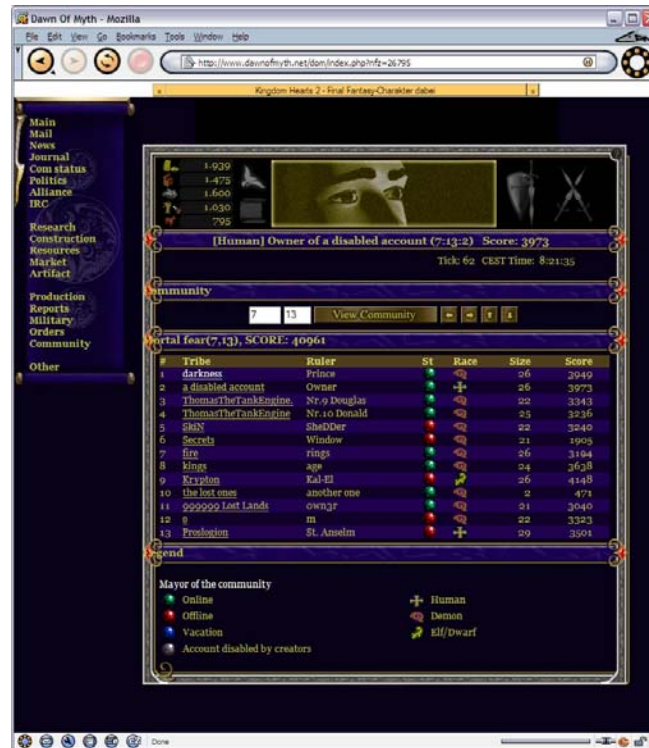 Dawn Of Myth - Mozilla
File Edit View Go Bookmarks Tools Window Help
http://www.dawnofmyth.net/dom/index.php?nfz=26795
Kingdom Hearts 2 - Final Fantasy-Charakter dabei
Main
Mail
News
Journal
Com status
Politics
Alliance
IRC
Research
Construction
Resources
Market
Artifact
Production
Reports
Military
Orders
Community
Other
1.939
1.475
1.600
1.030
795
[Human] Owner of a disabled account (7:13:2) Score: 3973
Tick: 62 CEST Time: 8:21:35
mmunity
7 13 View Community
ortal fear(7,13), SCORE: 40961
# Tribe Ruler St Race Size Score
1 darkness Prince 26 3949
2 a disabled account Owner 26 3973
3 ThomasTheTankEngine. Nr.9 Douglas 22 3343
4 ThomasTheTankEngine Nr.10 Donald 25 3236
5 SkiN SheDDer 22 3240
6 Secrets Window 21 1905
7 fire rings 26 3194
8 kings age 24 3638
9 Krypton Kal-El 26 4148
10 the lost ones another one 2 471
11 999999 Lost Lands own3r 21 3040
12 o m 22 3323
13 Proslogion St. Anselm 29 3501
egend
Mayor of the community
Online Human
Offline Demon
Vacation Elf/Dwarf
Account disabled by creators
Done